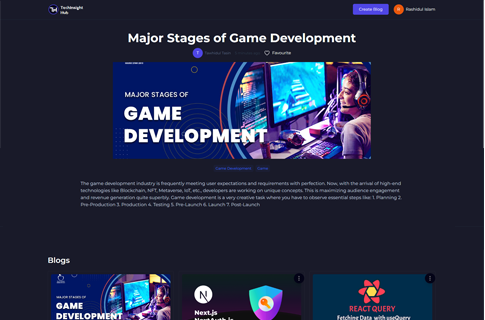 TechInsight
Hub
Create Blog
R
Rashidul Islam
Major Stages of Game Development
T
Favourite
MAJOR STAGES OF
GAME
DEVELOPMENT
Game Development
Game
The game development industry is frequently meeting user expectations and requirements with perfection. Now, with the arrival of high-end
technologies like Blockchain, NFT, Metaverse, IoT, etc., developers are working on unique concepts. This is maximizing audience engagement
and revenue generation quite superbly. Game development is a very creative task where you have to observe essential steps like: 1. Planning 2.
Pre-Production 3. Production 4. Testing 5. Pre-Launch 6. Launch 7. Post-Launch
Blogs
MAJOR STAGES OF
GAME
DEVELOPMENT
N
Next.js
NextAuth.js
REACT QUERY
Fetching Data with useQuery